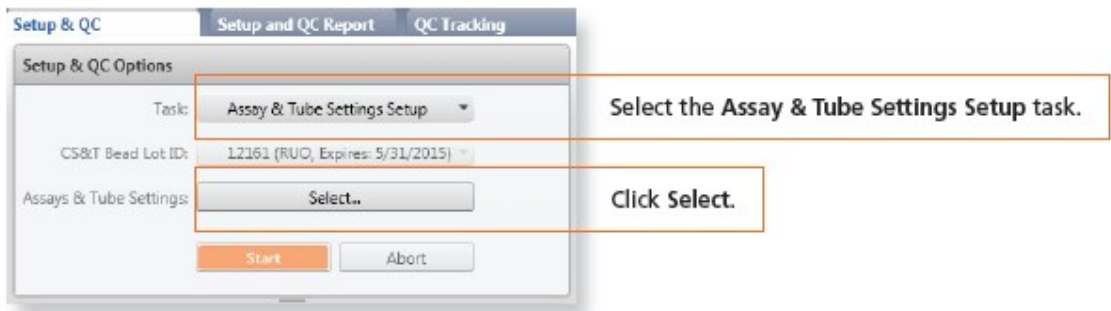 Setup & QC Setup and QC Report QC Tracking
Setup & QC Options
Task: Assay & Tube Settings Setup
Select the Assay & Tube Settings Setup task.
CS&T Bead Lot ID: 12161 (RUO, Expires: 5/31/2015)
Assays & Tube Settings: Select...
Click Select.
Start Abort